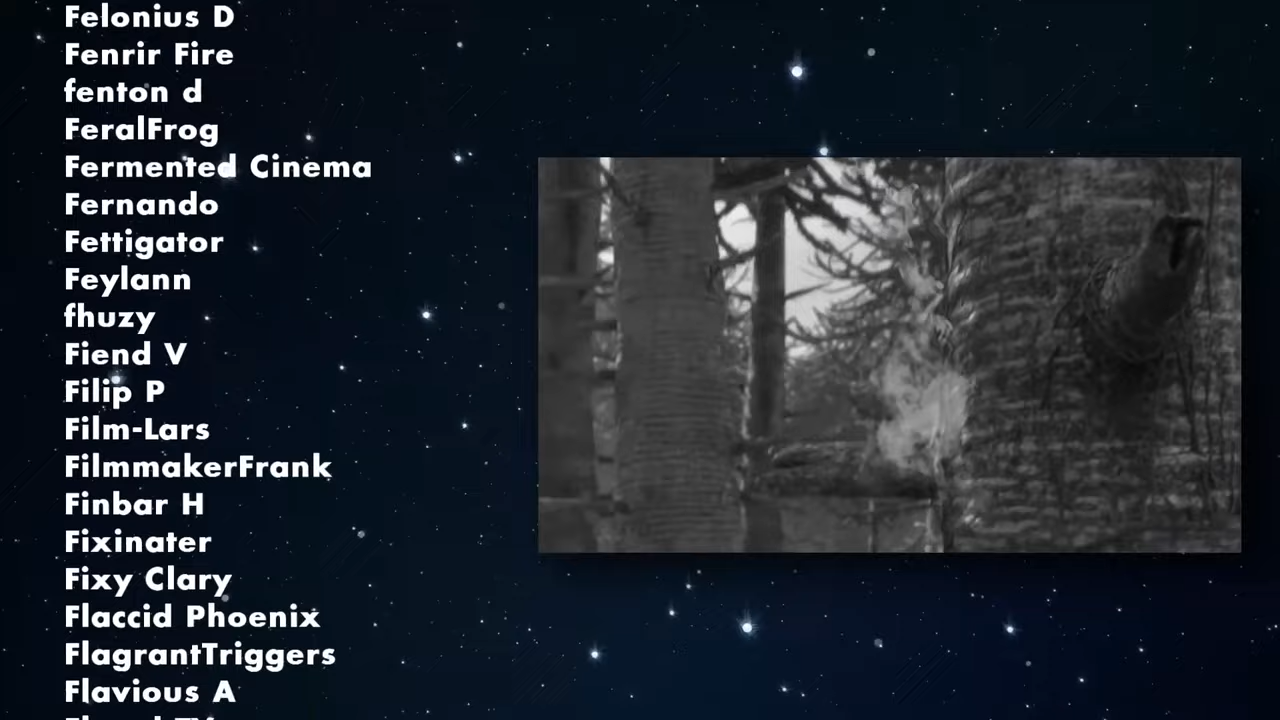 Felonius D
Fenrir Fire
fenton d
FeralFrog
Fermented Cinema
Fernando
Fettigator
Feylann
fhuzy
Fiend V
Filip P
Film-Lars
FilmmakerFrank
Finbar H
Fixinater
Fixy Clary
Flaccid Phoenix
FlagrantTriggers
Flavious A